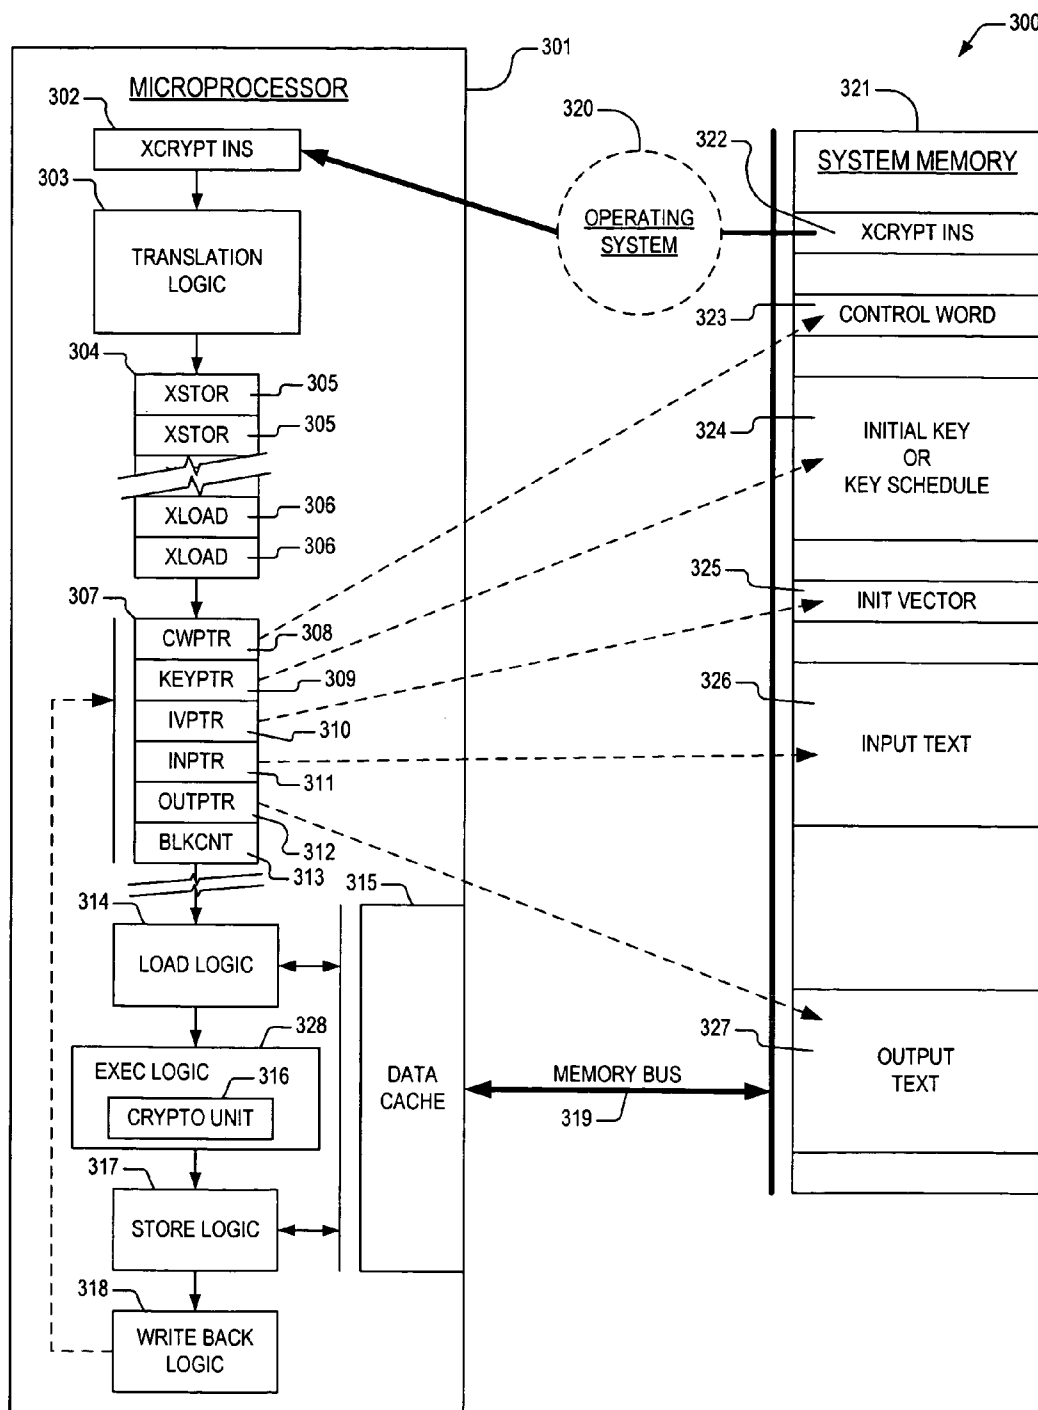 300
301
MICROPROCESSOR
302
XCRYPT INS
303
TRANSLATION
LOGIC
304
XSTOR
305
XSTOR
305
XLOAD
306
XLOAD
306
307
CWPTR
308
KEYPTR
309
IVPTR
310
INPTR
311
OUTPTR
312
BLKCNT
313
314
LOAD LOGIC
315
DATA
CACHE
328
EXEC LOGIC
316
CRYPTO UNIT
317
STORE LOGIC
318
WRITE BACK
LOGIC
320
OPERATING
SYSTEM
MEMORY BUS
319
321
SYSTEM MEMORY
322
XCRYPT INS
323
CONTROL WORD
324
INITIAL KEY
OR
KEY SCHEDULE
325
INIT VECTOR
326
INPUT TEXT
327
OUTPUT
TEXT